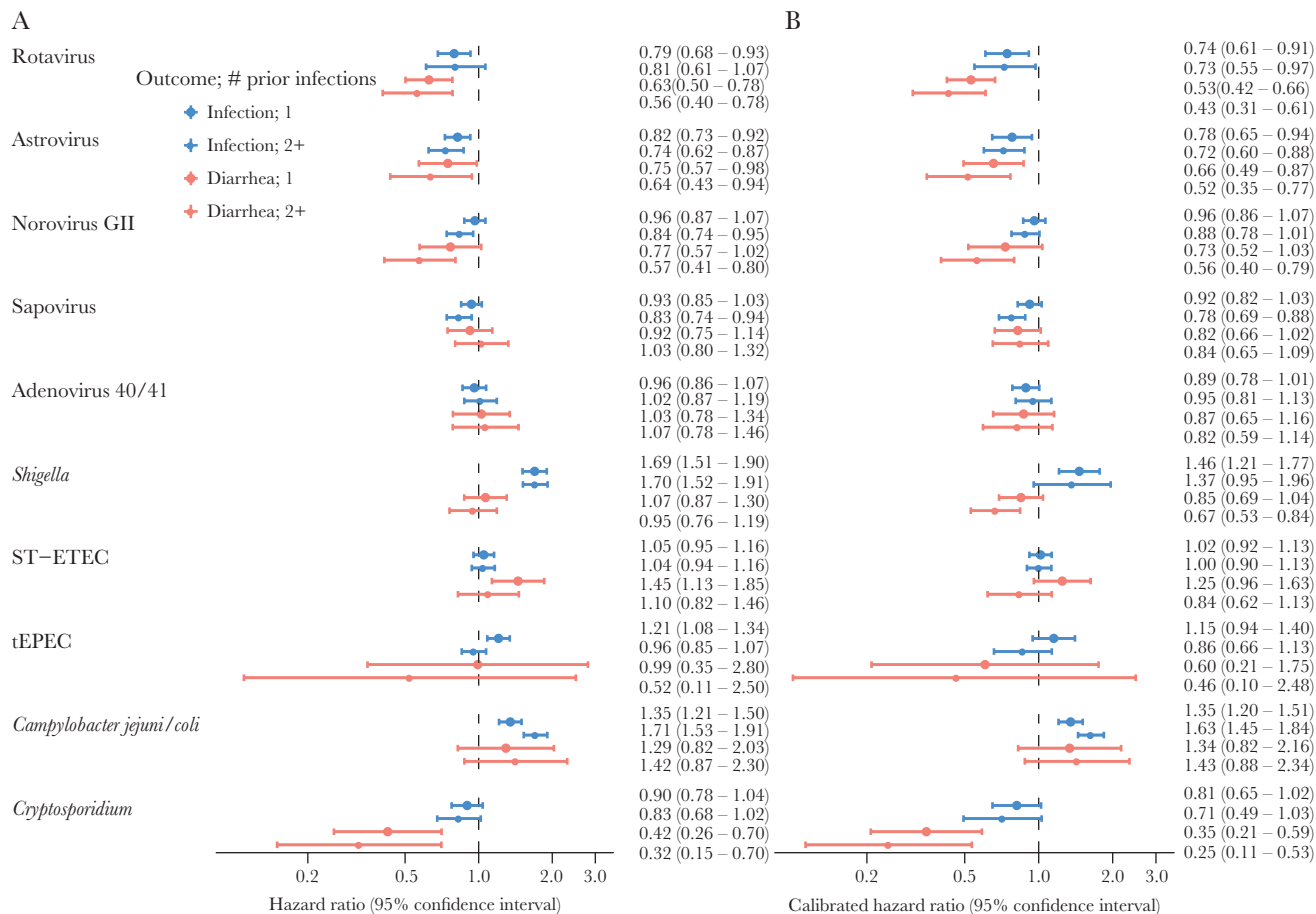 A
B
Rotavirus
Outcome; # prior infections
Infection; 1
Infection; 2+
Diarrhea; 1
Diarrhea; 2+
0.79 (0.68 – 0.93)
0.81 (0.61 – 1.07)
0.63(0.50 – 0.78)
0.56 (0.40 – 0.78)
0.74 (0.61 – 0.91)
0.73 (0.55 – 0.97)
0.53(0.42 – 0.66)
0.43 (0.31 – 0.61)
Astrovirus
0.82 (0.73 – 0.92)
0.74 (0.62 – 0.87)
0.75 (0.57 – 0.98)
0.64 (0.43 – 0.94)
0.78 (0.65 – 0.94)
0.72 (0.60 – 0.88)
0.66 (0.49 – 0.87)
0.52 (0.35 – 0.77)
Norovirus GII
0.96 (0.87 – 1.07)
0.84 (0.74 – 0.95)
0.77 (0.57 – 1.02)
0.57 (0.41 – 0.80)
0.96 (0.86 – 1.07)
0.88 (0.78 – 1.01)
0.73 (0.52 – 1.03)
0.56 (0.40 – 0.79)
Sapovirus
0.93 (0.85 – 1.03)
0.83 (0.74 – 0.94)
0.92 (0.75 – 1.14)
1.03 (0.80 – 1.32)
0.92 (0.82 – 1.03)
0.78 (0.69 – 0.88)
0.82 (0.66 – 1.02)
0.84 (0.65 – 1.09)
Adenovirus 40/41
0.96 (0.86 – 1.07)
1.02 (0.87 – 1.19)
1.03 (0.78 – 1.34)
1.07 (0.78 – 1.46)
0.89 (0.78 – 1.01)
0.95 (0.81 – 1.13)
0.87 (0.65 – 1.16)
0.82 (0.59 – 1.14)
Shigella
1.69 (1.51 – 1.90)
1.70 (1.52 – 1.91)
1.07 (0.87 – 1.30)
0.95 (0.76 – 1.19)
1.46 (1.21 – 1.77)
1.37 (0.95 – 1.96)
0.85 (0.69 – 1.04)
0.67 (0.53 – 0.84)
ST−ETEC
1.05 (0.95 – 1.16)
1.04 (0.94 – 1.16)
1.45 (1.13 – 1.85)
1.10 (0.82 – 1.46)
1.02 (0.92 – 1.13)
1.00 (0.90 – 1.13)
1.25 (0.96 – 1.63)
0.84 (0.62 – 1.13)
tEPEC
1.21 (1.08 – 1.34)
0.96 (0.85 – 1.07)
0.99 (0.35 – 2.80)
0.52 (0.11 – 2.50)
1.15 (0.94 – 1.40)
0.86 (0.66 – 1.13)
0.60 (0.21 – 1.75)
0.46 (0.10 – 2.48)
Campylobacter jejuni/coli
1.35 (1.21 – 1.50)
1.71 (1.53 – 1.91)
1.29 (0.82 – 2.03)
1.42 (0.87 – 2.30)
1.35 (1.20 – 1.51)
1.63 (1.45 – 1.84)
1.34 (0.82 – 2.16)
1.43 (0.88 – 2.34)
Cryptosporidium
0.90 (0.78 – 1.04)
0.83 (0.68 – 1.02)
0.42 (0.26 – 0.70)
0.32 (0.15 – 0.70)
0.81 (0.65 – 1.02)
0.71 (0.49 – 1.03)
0.35 (0.21 – 0.59)
0.25 (0.11 – 0.53)
0.2 0.5 1.0 2.0 3.0
0.2 0.5 1.0 2.0 3.0
Hazard ratio (95% confidence interval)
Calibrated hazard ratio (95% confidence interval)